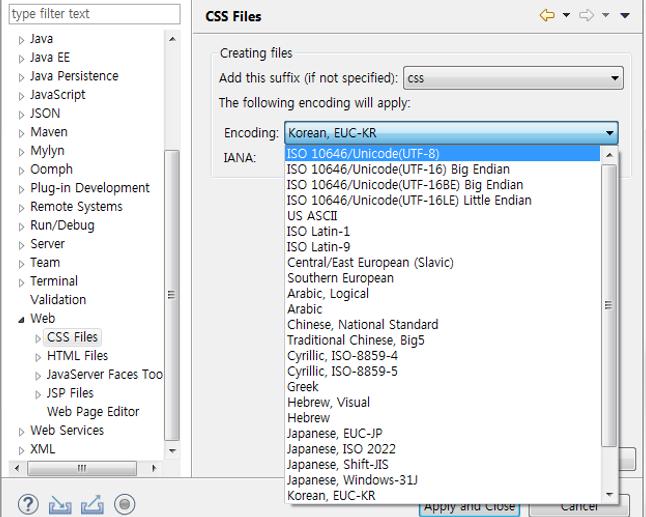 type filter text
Java
Java EE
Java Persistence
JavaScript
JSON
Maven
Mylyn
Oomph
Plug-in Development
Remote Systems
Run/Debug
Server
Team
Terminal
Validation
Web
CSS Files
HTML Files
JavaServer Faces Too
JSP Files
Web Page Editor
Web Services
XML
CSS Files
Creating files
Add this suffix (if not specified): css
The following encoding will apply:
Encoding: Korean, EUC-KR
IANA:
ISO 10646/Unicode(UTF-8)
ISO 10646/Unicode(UTF-16) Big Endian
ISO 10646/Unicode(UTF-16BE) Big Endian
ISO 10646/Unicode(UTF-16LE) Little Endian
US ASCII
ISO Latin-1
ISO Latin-9
Central/East European (Slavic)
Southern European
Arabic, Logical
Arabic
Chinese, National Standard
Traditional Chinese, Big5
Cyrillic, ISO-8859-4
Cyrillic, ISO-8859-5
Greek
Hebrew, Visual
Hebrew
Japanese, EUC-JP
Japanese, ISO 2022
Japanese, Shift-JIS
Japanese, Windows-31J
Korean, EUC-KR
Apply and Close
Cancel